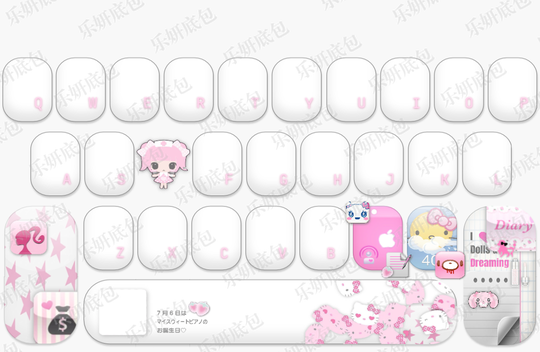 Q W E R T Y U I O P
A S F G H J K L
Z X C V B
$
40
7月6日は
マイスウィートピアノの
お誕生日♡
Diary
I
Dolls
Dreaming
乐妍底包